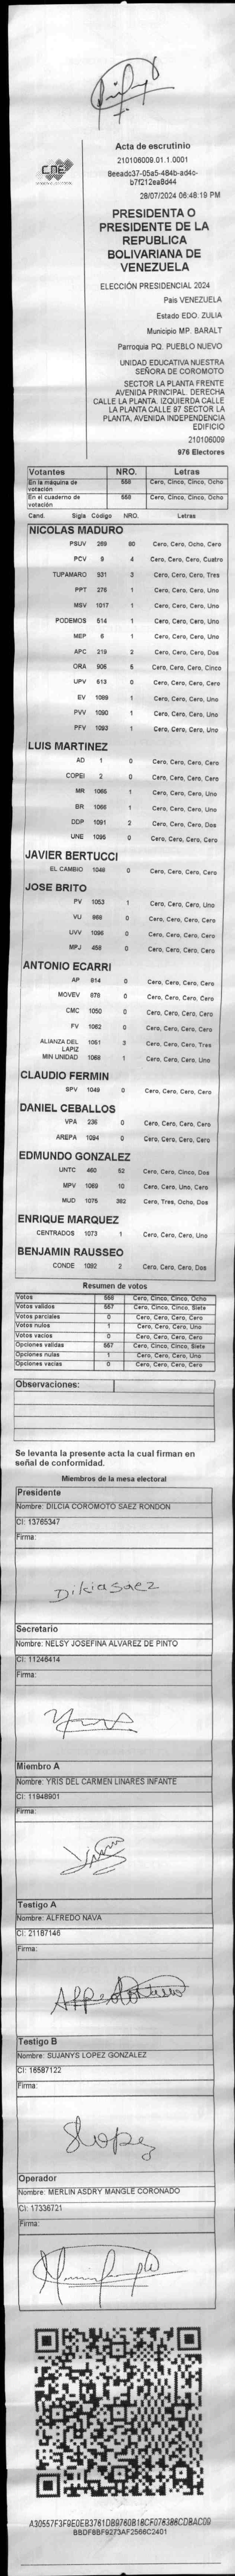 CNE
Acta de escrutinio
210106009.01.1.0001
8eeadc37-05a5-484b-ad4c-
b7f212ea8d44
28/07/2024 06:48:19 PM
PRESIDENTA O
PRESIDENTE DE LA
REPUBLICA
BOLIVARIANA DE
VENEZUELA
ELECCIÓN PRESIDENCIAL 2024
Pais VENEZUELA
Estado EDO. ZULIA
Municipio MP. BARALT
Parroquia PQ. PUEBLO NUEVO
UNIDAD EDUCATIVA NUESTRA
SEÑORA DE COROMOTO
SECTOR LA PLANTA FRENTE
AVENIDA PRINCIPAL. DERECHA
CALLE LA PLANTA. IZQUIERDA CALLE
LA PLANTA CALLE 97 SECTOR LA
PLANTA, AVENIDA INDEPENDENCIA
EDIFICIO
210106009
976 Electores
Votantes NRO. Letras
En la máquina de votación 558 Cero, Cinco, Cinco, Ocho
En el cuaderno de votación 558 Cero, Cinco, Cinco, Ocho
Cand. Sigla Código NRO. Letras
NICOLAS MADURO
PSUV 269 80 Cero, Cero, Ocho, Cero
PCV 9 4 Cero, Cero, Cero, Cuatro
TUPAMARO 931 3 Cero, Cero, Cero, Tres
PPT 276 1 Cero, Cero, Cero, Uno
MSV 1017 1 Cero, Cero, Cero, Uno
PODEMOS 514 1 Cero, Cero, Cero, Uno
MEP 6 1 Cero, Cero, Cero, Uno
APC 219 2 Cero, Cero, Cero, Dos
ORA 906 5 Cero, Cero, Cero, Cinco
UPV 613 0 Cero, Cero, Cero, Cero
EV 1089 1 Cero, Cero, Cero, Uno
PVV 1090 1 Cero, Cero, Cero, Uno
PFV 1093 1 Cero, Cero, Cero, Uno
LUIS MARTINEZ
AD 1 0 Cero, Cero, Cero, Cero
COPEI 2 0 Cero, Cero, Cero, Cero
MR 1065 1 Cero, Cero, Cero, Uno
BR 1066 1 Cero, Cero, Cero, Uno
DDP 1091 2 Cero, Cero, Cero, Dos
UNE 1095 0 Cero, Cero, Cero, Cero
JAVIER BERTUCCI
EL CAMBIO 1048 0 Cero, Cero, Cero, Cero
JOSE BRITO
PV 1053 1 Cero, Cero, Cero, Uno
VU 868 0 Cero, Cero, Cero, Cero
UVV 1096 0 Cero, Cero, Cero, Cero
MPJ 458 0 Cero, Cero, Cero, Cero
ANTONIO ECARRI
AP 814 0 Cero, Cero, Cero, Cero
MOVEV 878 0 Cero, Cero, Cero, Cero
CMC 1050 0 Cero, Cero, Cero, Cero
FV 1062 0 Cero, Cero, Cero, Cero
ALIANZA DEL LAPIZ 1051 3 Cero, Cero, Cero, Tres
MIN UNIDAD 1068 1 Cero, Cero, Cero, Uno
CLAUDIO FERMIN
SPV 1049 0 Cero, Cero, Cero, Cero
DANIEL CEBALLOS
VPA 236 0 Cero, Cero, Cero, Cero
AREPA 1094 0 Cero, Cero, Cero, Cero
EDMUNDO GONZALEZ
UNTC 460 52 Cero, Cero, Cinco, Dos
MPV 1069 10 Cero, Cero, Uno, Cero
MUD 1075 382 Cero, Tres, Ocho, Dos
ENRIQUE MARQUEZ
CENTRADOS 1073 1 Cero, Cero, Cero, Uno
BENJAMIN RAUSSEO
CONDE 1092 2 Cero, Cero, Cero, Dos
Resumen de votos
Votos 558 Cero, Cinco, Cinco, Ocho
Votos validos 557 Cero, Cinco, Cinco, Siete
Votos parciales 0 Cero, Cero, Cero, Cero
Votos nulos 1 Cero, Cero, Cero, Uno
Votos vacios 0 Cero, Cero, Cero, Cero
Opciones validas 557 Cero, Cinco, Cinco, Siete
Opciones nulas 1 Cero, Cero, Cero, Uno
Opciones vacias 0 Cero, Cero, Cero, Cero
Observaciones:
Se levanta la presente acta la cual firman en
señal de conformidad.
Miembros de la mesa electoral
Presidente
Nombre: DILCIA COROMOTO SAEZ RONDON
CI: 13765347
Firma:
Dilcia Saez
Secretario
Nombre: NELSY JOSEFINA ALVAREZ DE PINTO
CI: 11246414
Firma:
Miembro A
Nombre: YRIS DEL CARMEN LINARES INFANTE
CI: 11948901
Firma:
Testigo A
Nombre: ALFREDO NAVA
CI: 21187146
Firma:
Testigo B
Nombre: SUJANYS LOPEZ GONZALEZ
CI: 16587122
Firma:
SLopez
Operador
Nombre: MERLIN ASDRY MANGLE CORONADO
CI: 17336721
Firma:
A30557F3F9E0EB3761DB9760B18CF076386CD8AC09
BBDF8BF9273AF2566C2401